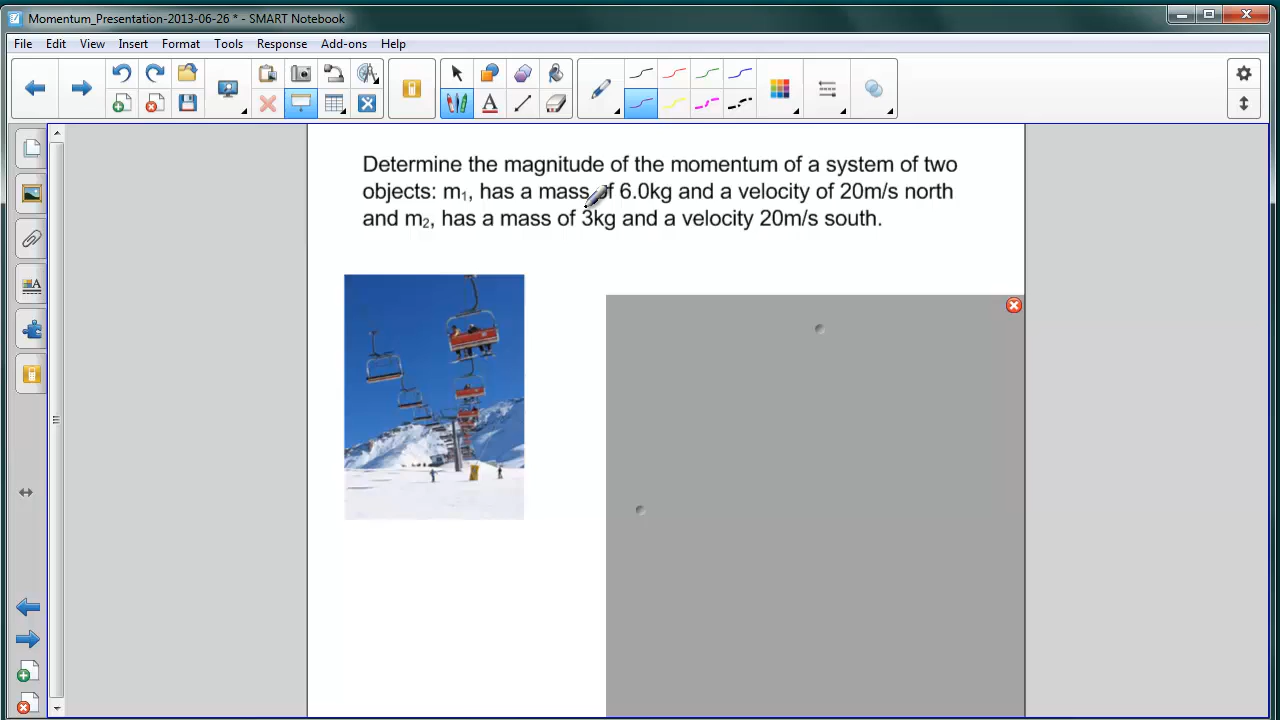 Momentum_Presentation-2013-06-26 * - SMART Notebook
File Edit View Insert Format Tools Response Add-ons Help
Determine the magnitude of the momentum of a system of two
objects: m₁, has a mass of 6.0kg and a velocity of 20m/s north
and m₂, has a mass of 3kg and a velocity 20m/s south.